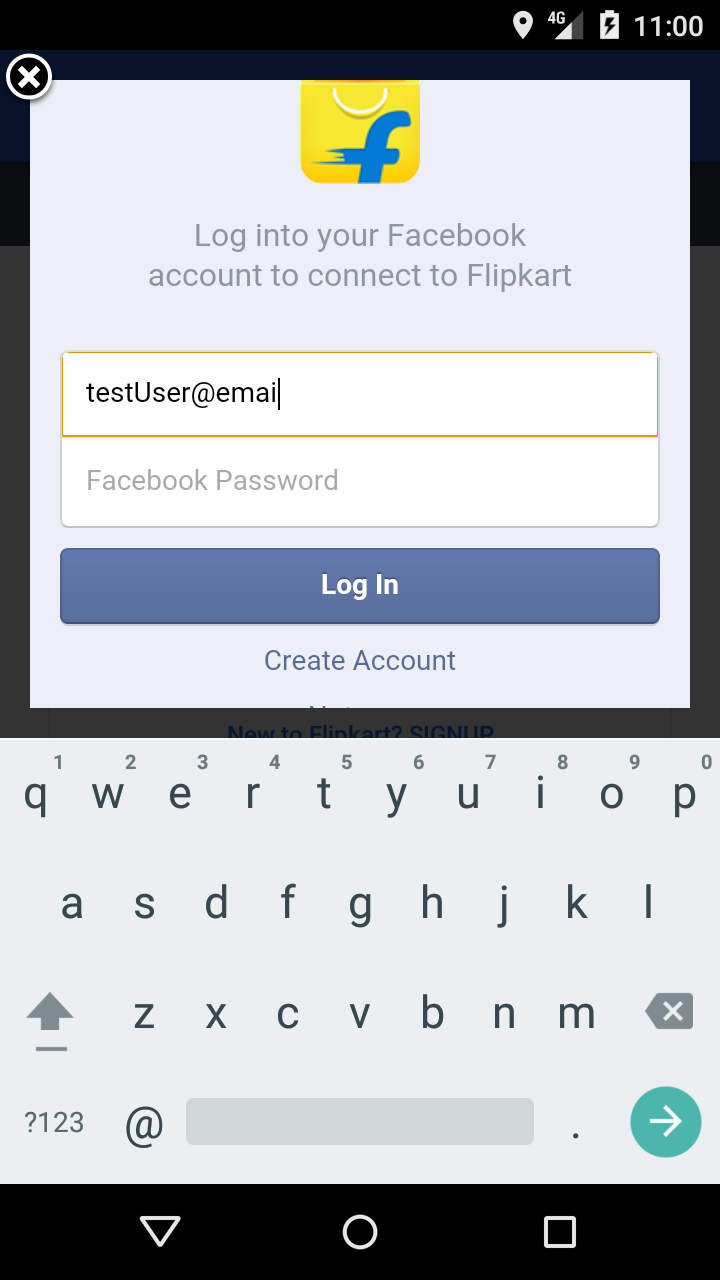 4G 11:00
f
Log into your Facebook
account to connect to Flipkart
testUser@emai
Facebook Password
Log In
Create Account
New to Flipkart? SIGNUP
1 2 3 4 5 6 7 8 9 0
q w e r t y u i o p
a s d f g h j k l
z x c v b n m
?123 @ .